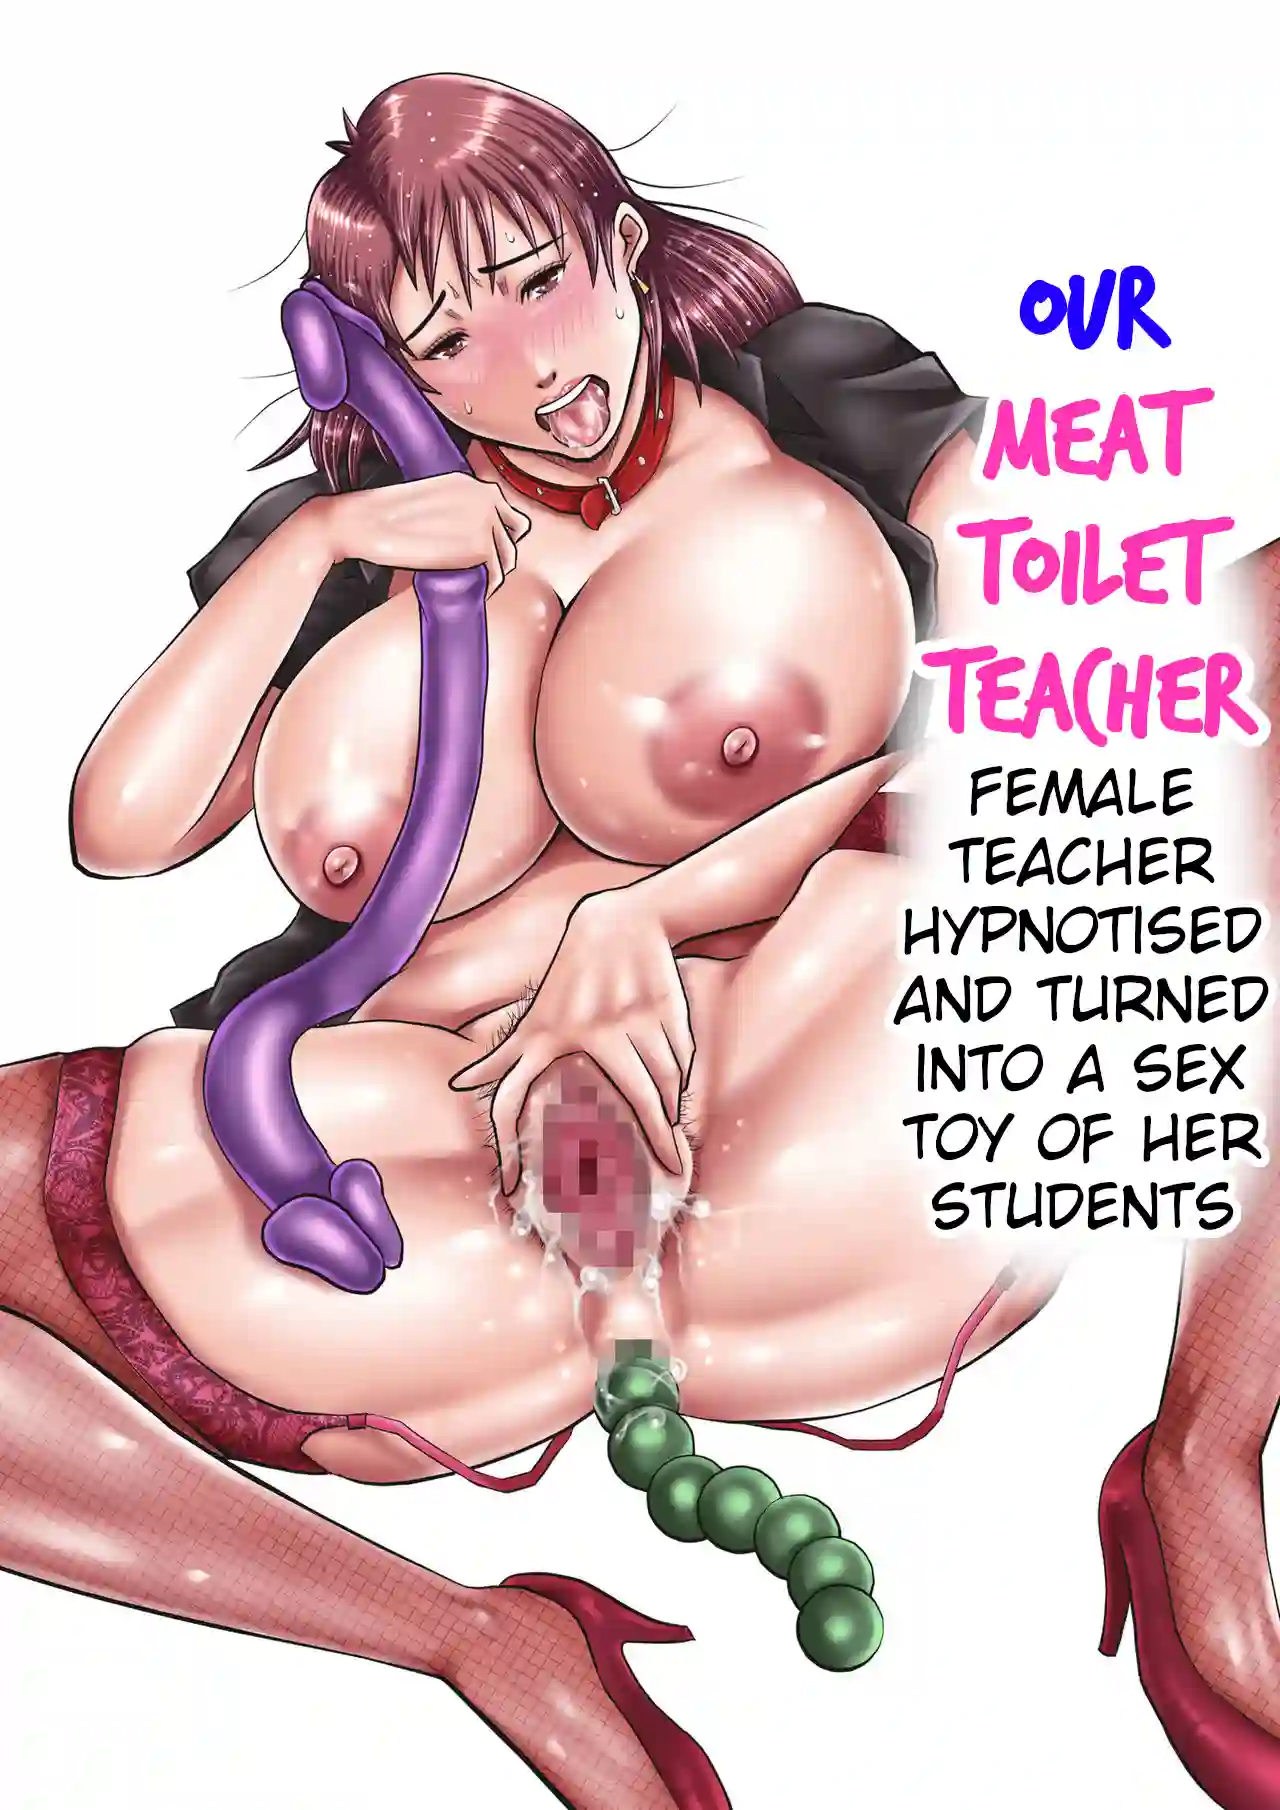 OUR
MEAT
TOILET
TEACHER
FEMALE
TEACHER
HYPNOTISED
AND TURNED
INTO A SEX
TOY OF HER
STUDENTS